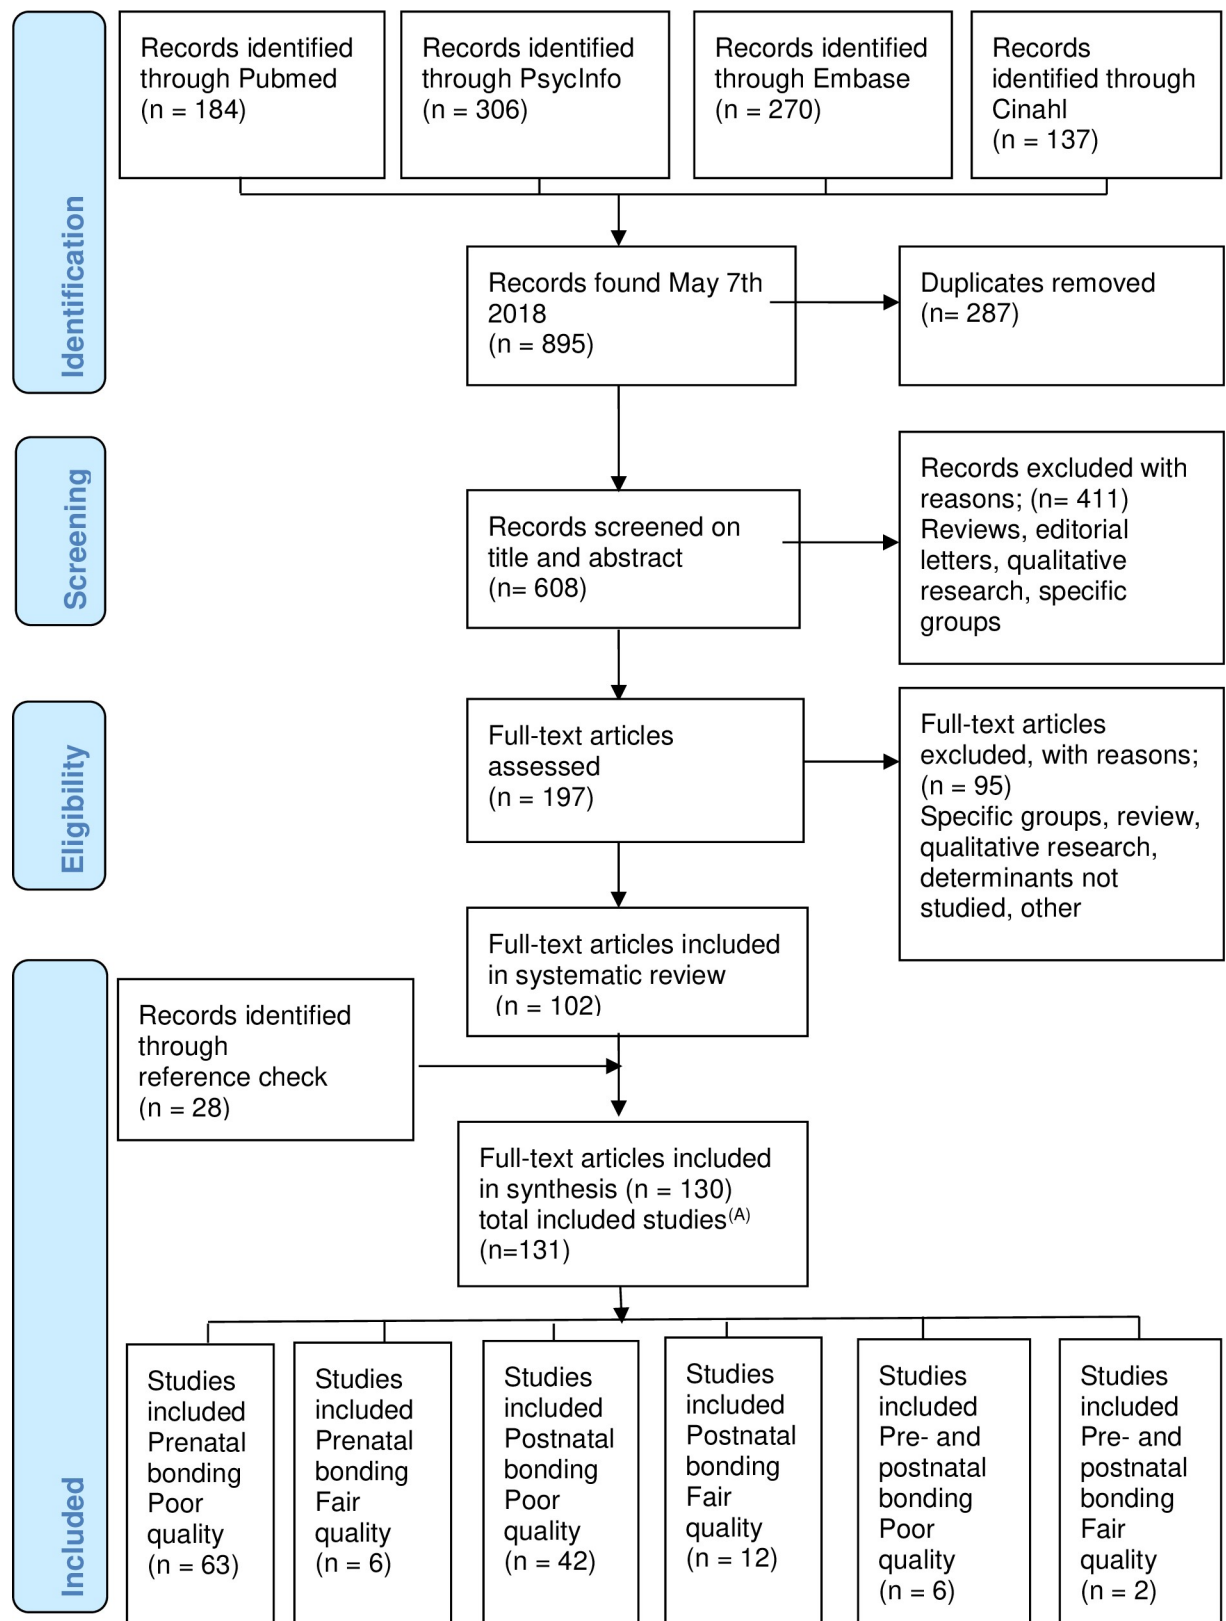 Identification
Records identified
through Pubmed
(n = 184)
Records identified
through PsycInfo
(n = 306)
Records identified
through Embase
(n = 270)
Records
identified through
Cinahl
(n = 137)
Records found May 7th
2018
(n = 895)
Duplicates removed
(n= 287)
Screening
Records screened on
title and abstract
(n= 608)
Records excluded with
reasons; (n= 411)
Reviews, editorial
letters, qualitative
research, specific
groups
Eligibility
Full-text articles
assessed
(n = 197)
Full-text articles
excluded, with reasons;
(n = 95)
Specific groups, review,
qualitative research,
determinants not
studied, other
Full-text articles included
in systematic review
(n = 102)
Included
Records identified
through
reference check
(n = 28)
Full-text articles included
in synthesis (n = 130)
total included studies(A)
(n=131)
Studies
included
Prenatal
bonding
Poor
quality
(n = 63)
Studies
included
Prenatal
bonding
Fair
quality
(n = 6)
Studies
included
Postnatal
bonding
Poor
quality
(n = 42)
Studies
included
Postnatal
bonding
Fair
quality
(n = 12)
Studies
included
Pre- and
postnatal
bonding
Poor
quality
(n = 6)
Studies
included
Pre- and
postnatal
bonding
Fair
quality
(n = 2)